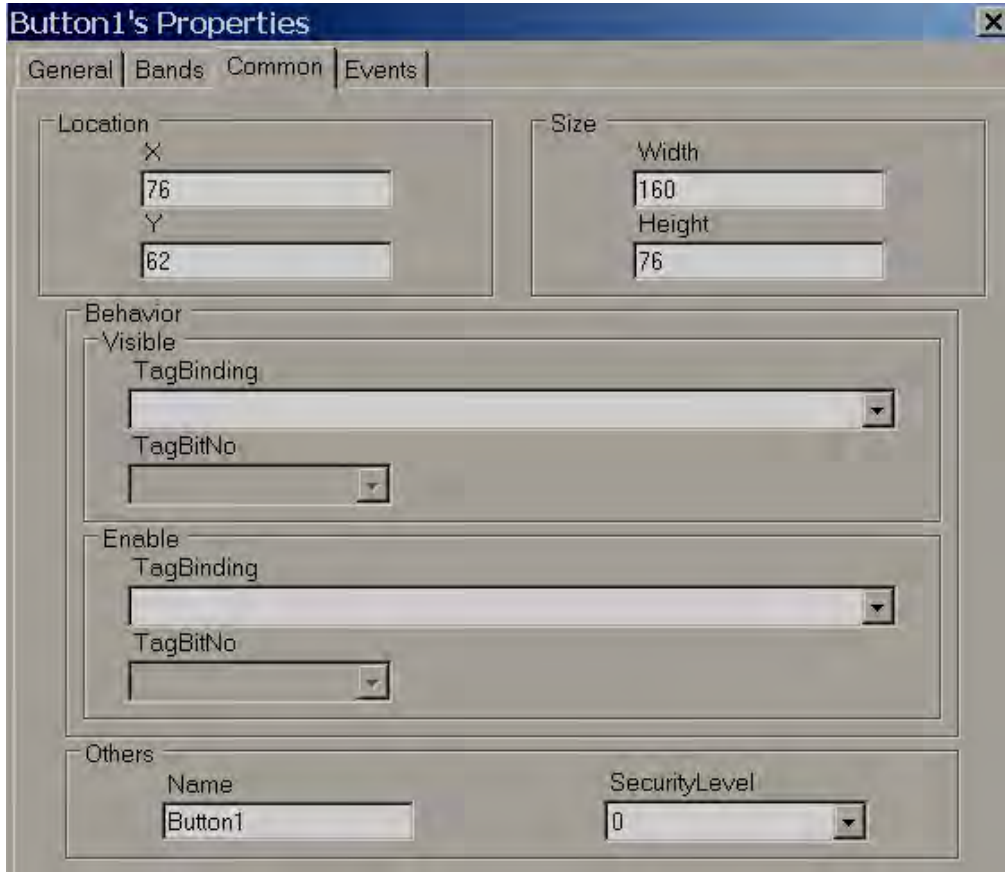 Button1's Properties
General Bands Common Events
Location
X
76
Y
62
Size
Width
160
Height
76
Behavior
Visible
TagBinding
TagBitNo
Enable
TagBinding
TagBitNo
Others
Name
Button1
SecurityLevel
0